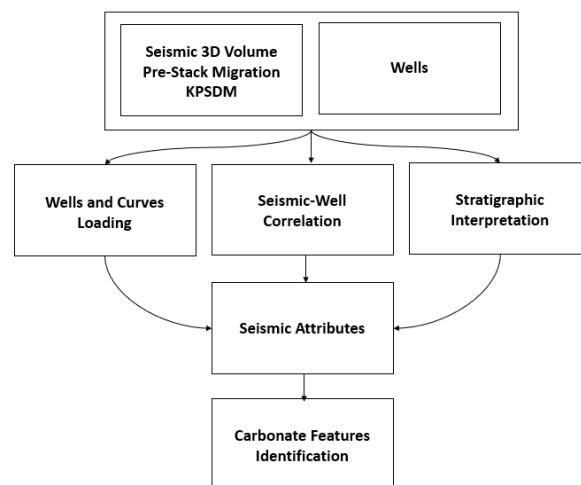 Seismic 3D Volume
Pre-Stack Migration
KPSDM
Wells
Wells and Curves
Loading
Seismic-Well
Correlation
Stratigraphic
Interpretation
Seismic Attributes
Carbonate Features
Identification